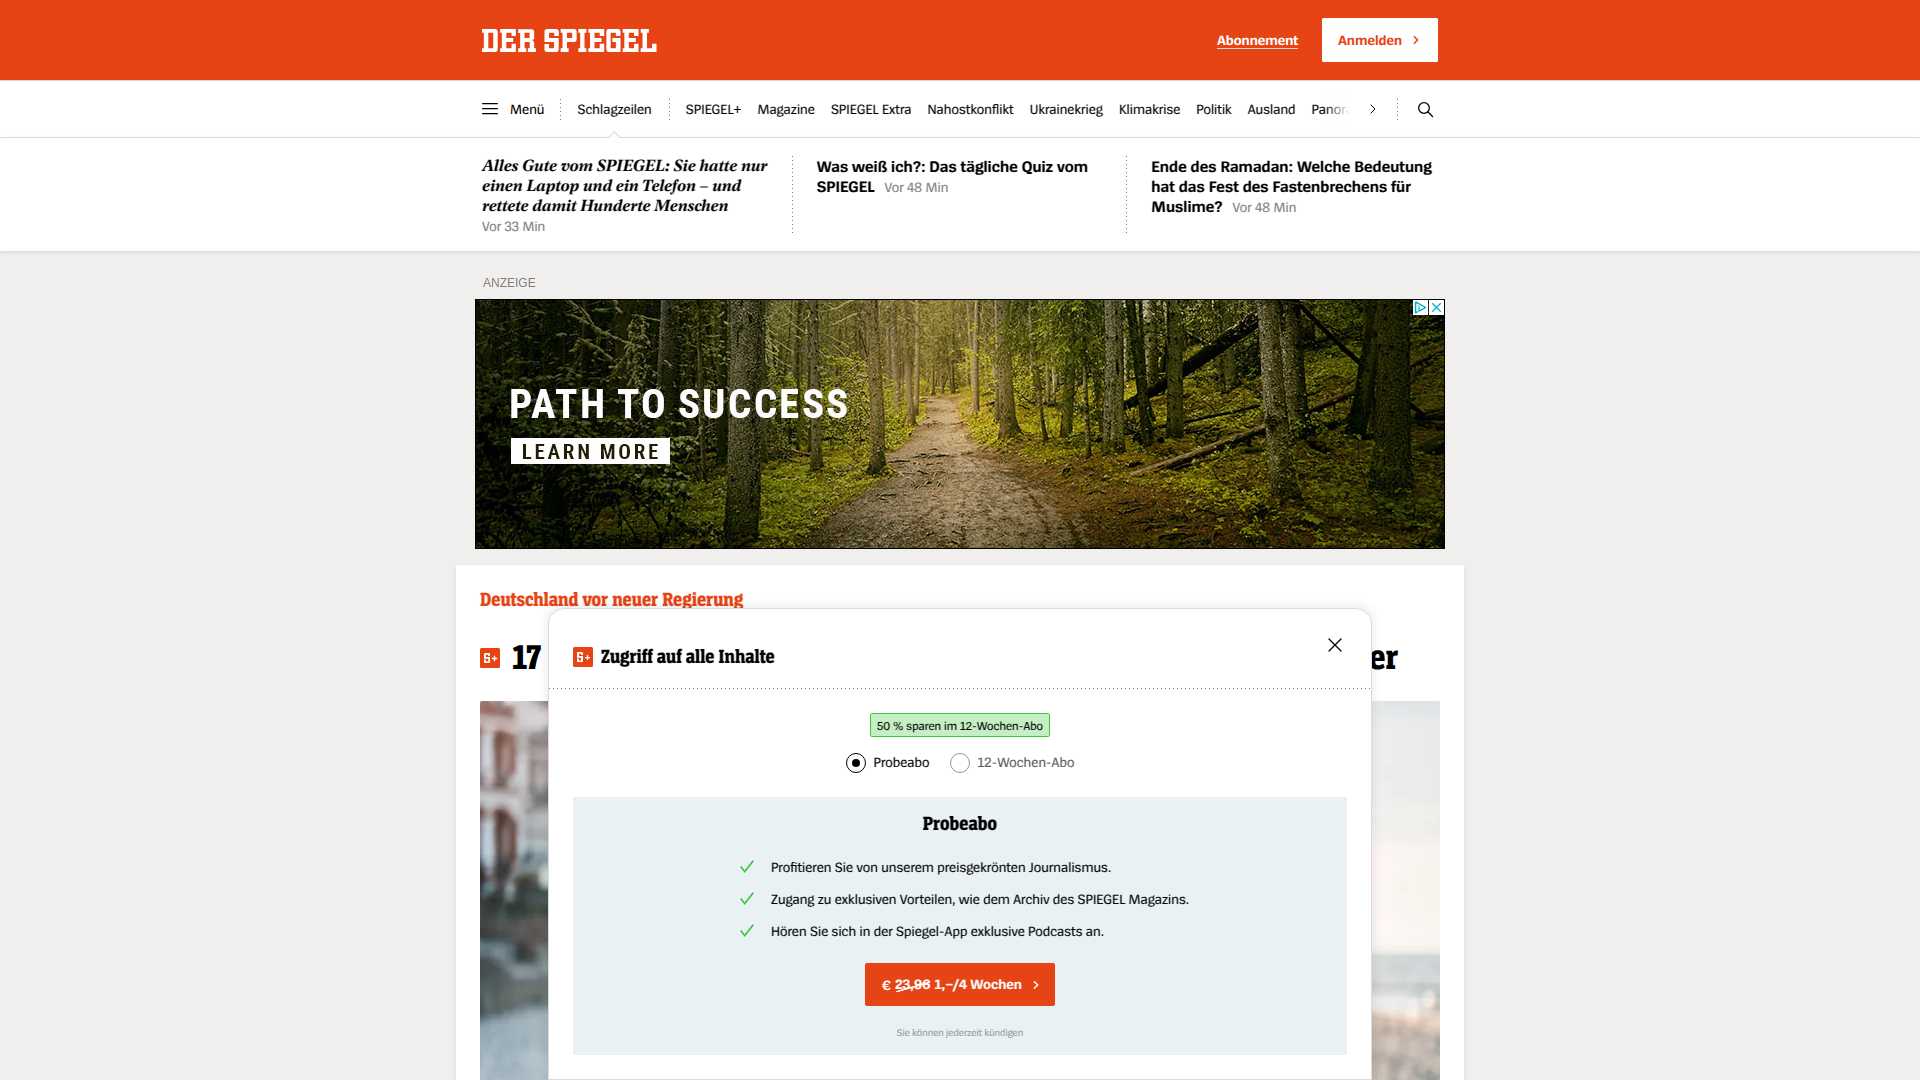 DER SPIEGEL
Abonnement
Anmelden
Menü
Schlagzeilen
SPIEGEL+
Magazine
SPIEGEL Extra
Nahostkonflikt
Ukrainekrieg
Klimakrise
Politik
Ausland
Alles Gute vom SPIEGEL: Sie hatte nur
einen Laptop und ein Telefon – und
rettete damit Hunderte Menschen
Vor 33 Min
Was weiß ich?: Das tägliche Quiz vom
SPIEGEL Vor 48 Min
Ende des Ramadan: Welche Bedeutung
hat das Fest des Fastenbrechens für
Muslime? Vor 48 Min
ANZEIGE
PATH TO SUCCESS
LEARN MORE
Deutschland vor neuer Regierung
17
Zugriff auf alle Inhalte
50 % sparen im 12-Wochen-Abo
Probeabo
12-Wochen-Abo
Probeabo
Profitieren Sie von unserem preisgekrönten Journalismus.
Zugang zu exklusiven Vorteilen, wie dem Archiv des SPIEGEL Magazins.
Hören Sie sich in der Spiegel-App exklusive Podcasts an.
€ 23,96 1,–/4 Wochen
Sie können jederzeit kündigen